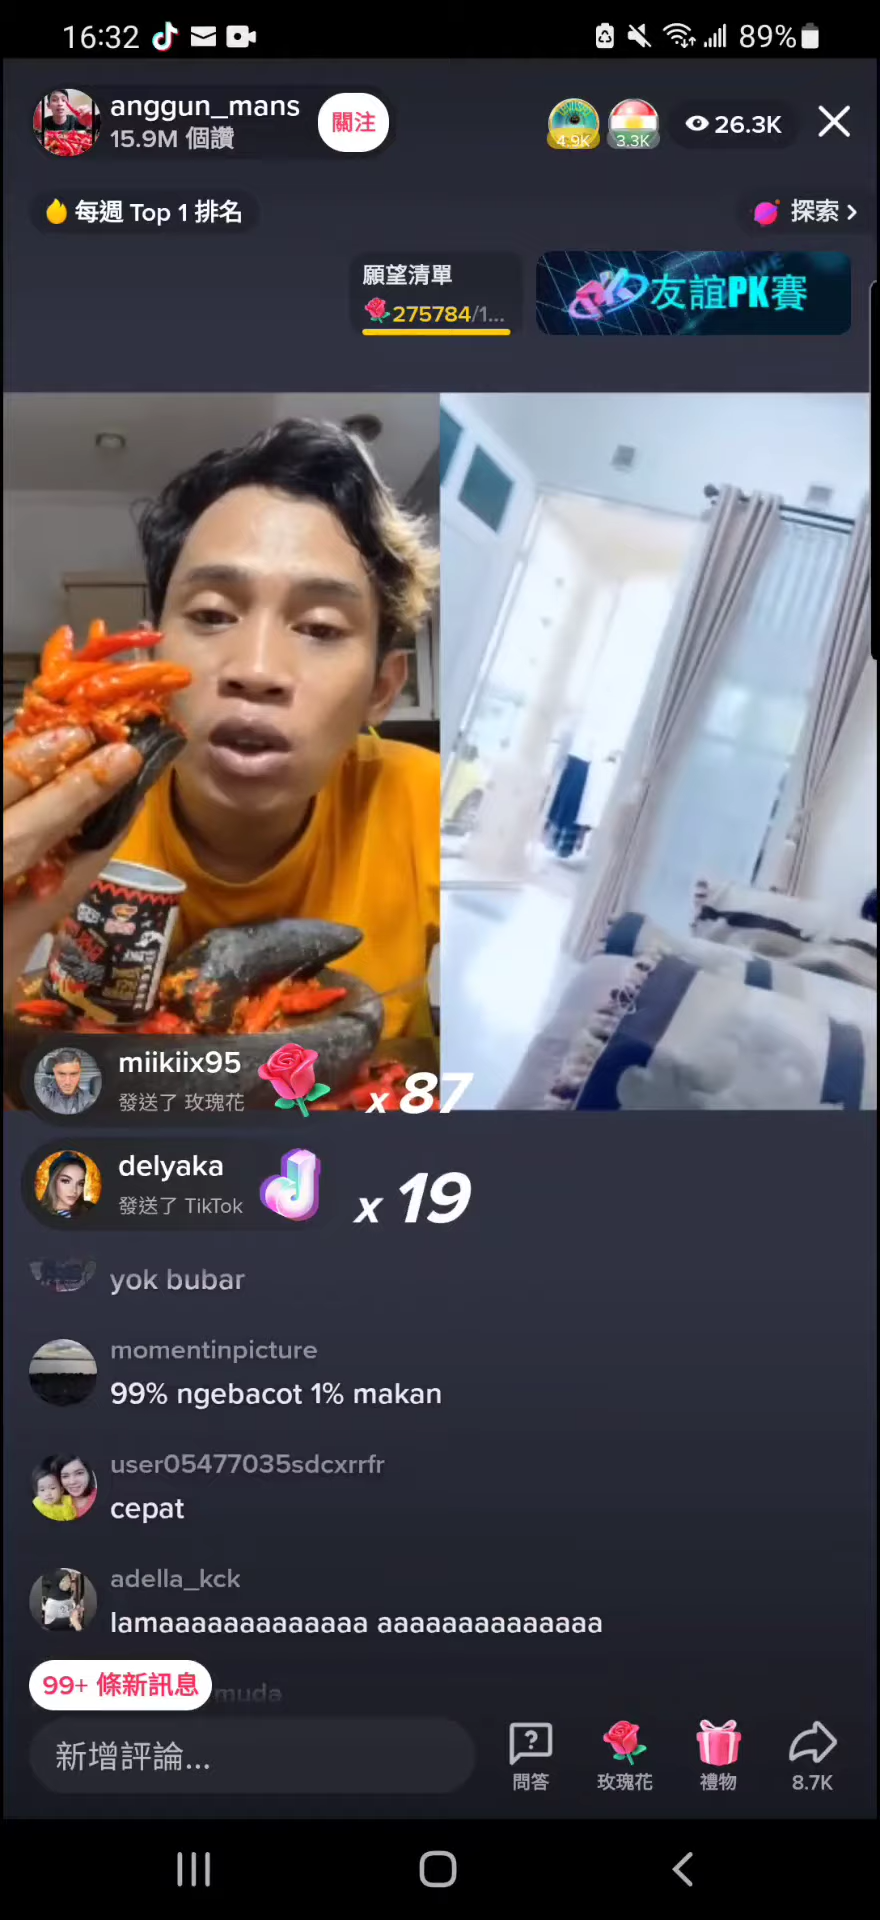 16:32
89%
anggun_mans
15.9M 個讚
關注
4.9K
3.3K
26.3K
每週 Top 1 排名
探索
願望清單
275784/1...
友誼PK賽
miikiix95
發送了 玫瑰花
x 87
delyaka
發送了 TikTok
x 19
yok bubar
momentinpicture
99% ngebacot 1% makan
user05477035sdcxrrfr
cepat
adella_kck
lamaaaaaaaaaaaaa aaaaaaaaaaaaaa
99+ 條新訊息
muda
新增評論...
問答
玫瑰花
禮物
8.7K